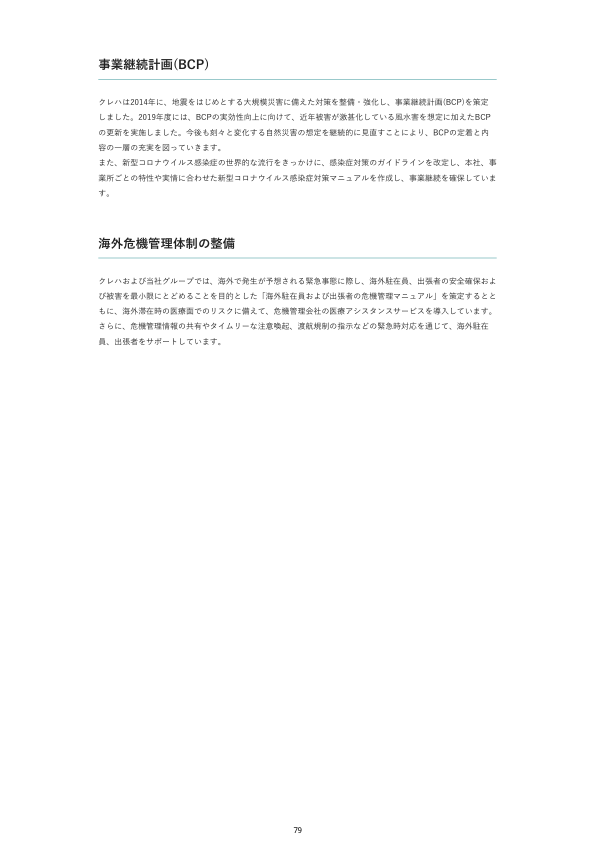 事業継続計画(BCP)
クレハは2014年に、地震をはじめとする大規模災害に備えた対策を整備・強化し、事業継続計画(BCP)を策定
しました。2019年度には、BCPの実効性向上に向けて、近年被害が激甚化している風水害を想定に加えたBCP
の更新を実施しました。今後も刻々と変化する自然災害の想定を継続的に見直すことにより、BCPの定着と内
容の一層の充実を図っていきます。
また、新型コロナウイルス感染症の世界的な流行をきっかけに、感染症対策のガイドラインを改定し、本社、事
業所ごとの特性や実情に合わせた新型コロナウイルス感染症対策マニュアルを作成し、事業継続を確保していま
す。
海外危機管理体制の整備
クレハおよび当社グループでは、海外で発生が予想される緊急事態に際し、海外駐在員、出張者の安全確保およ
び被害を最小限にとどめることを目的とした「海外駐在員および出張者の危機管理マニュアル」を策定するとと
もに、海外滞在時の医療面でのリスクに備えて、危機管理会社の医療アシスタンスサービスを導入しています。
さらに、危機管理情報の共有やタイムリーな注意喚起、渡航規制の指示などの緊急時対応を通じて、海外駐在
員、出張者をサポートしています。
79